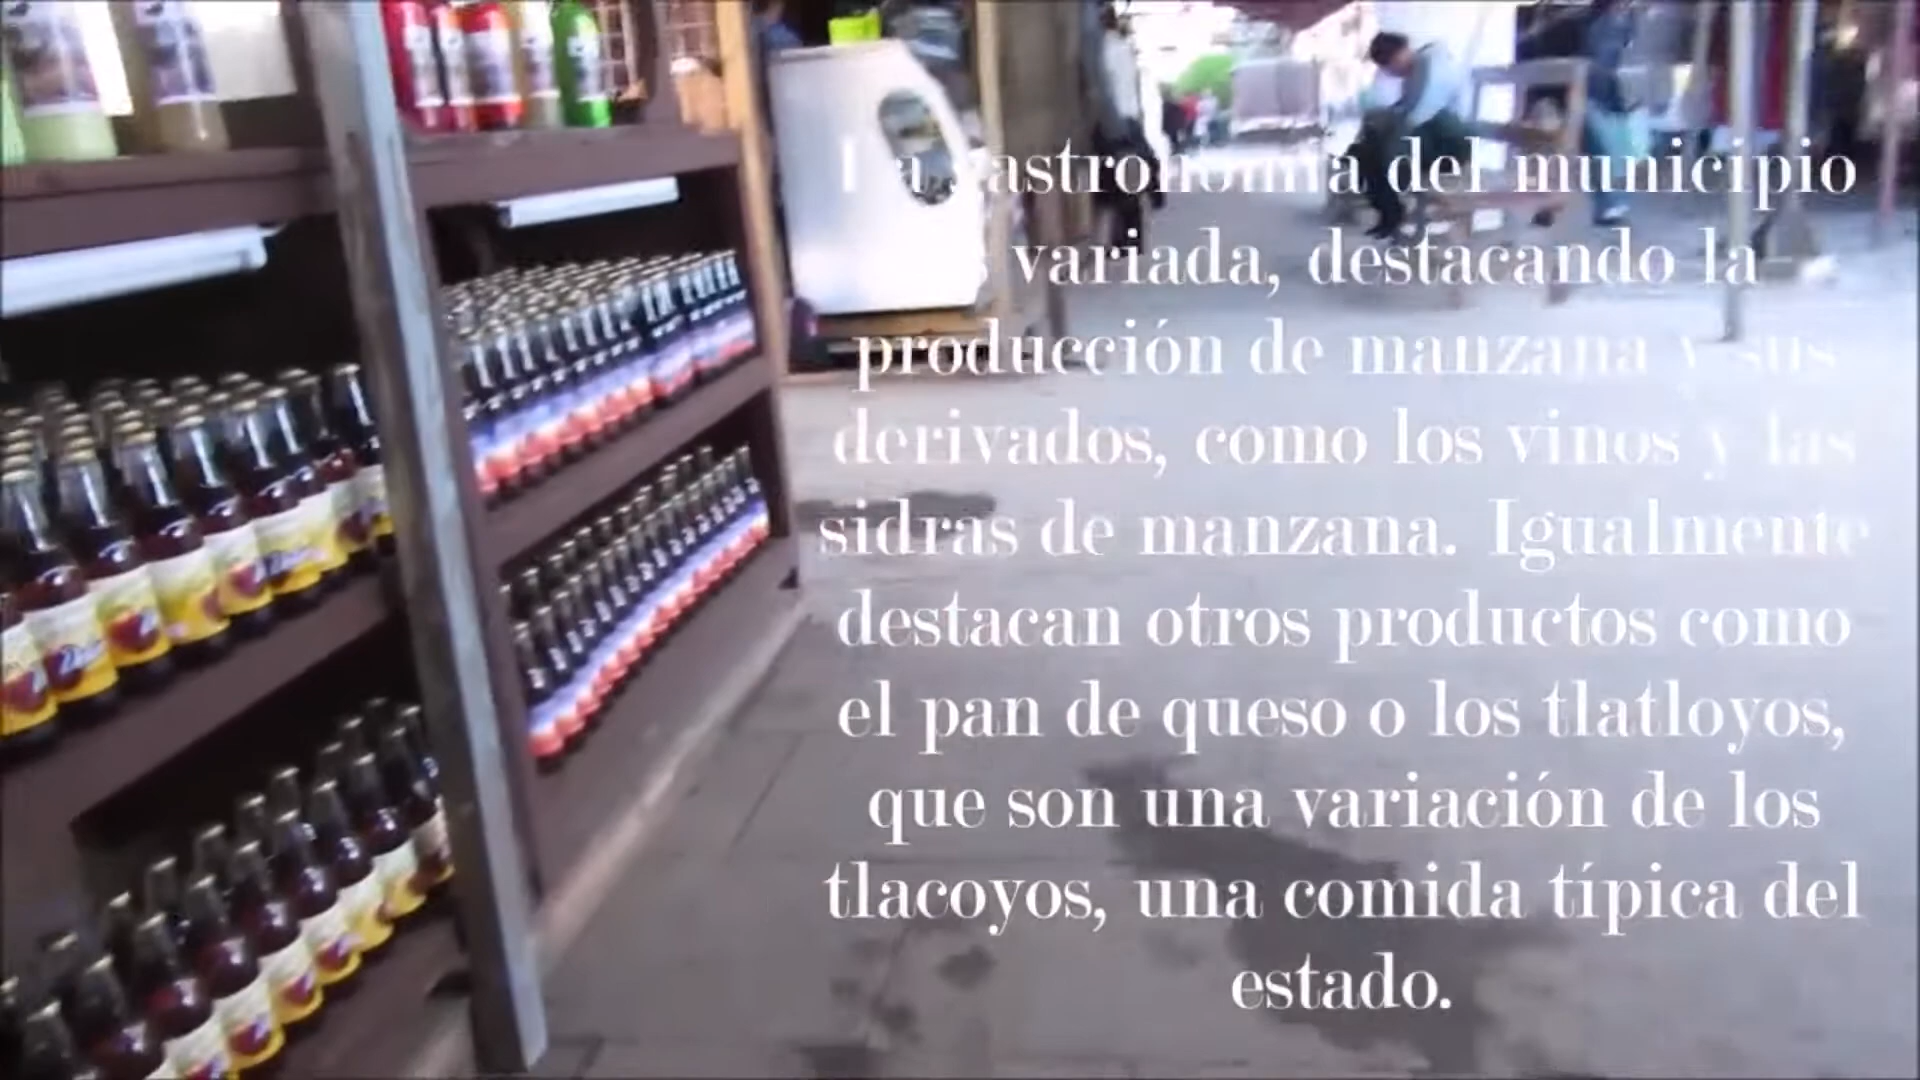 La gastronomía del municipio
es variada, destacando la
producción de manzana y sus
derivados, como los vinos y las
sidras de manzana. Igualmente
destacan otros productos como
el pan de queso o los tlatloyos,
que son una variación de los
tlacoyos, una comida típica del
estado.